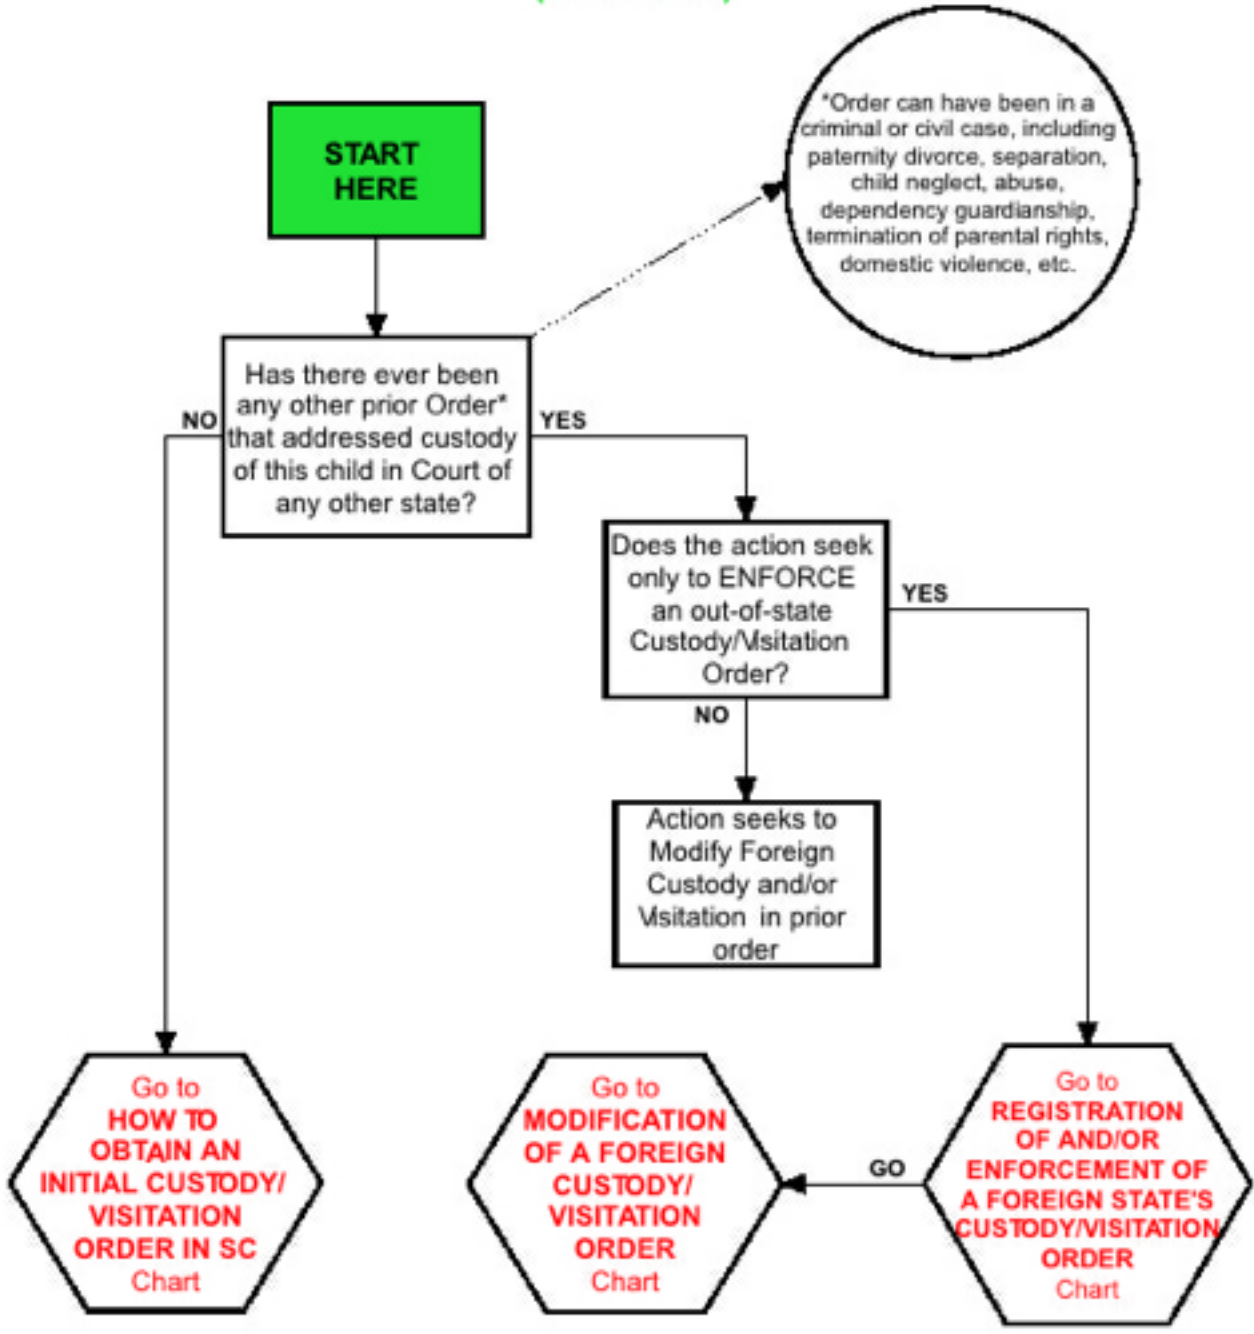 START
HERE
*Order can have been in a
criminal or civil case, including
paternity divorce, separation,
child neglect, abuse,
dependency guardianship,
termination of parental rights,
domestic violence, etc.
Has there ever been
any other prior Order*
that addressed custody
of this child in Court of
any other state?
NO
YES
Does the action seek
only to ENFORCE
an out-of-state
Custody/Visitation
Order?
YES
NO
Action seeks to
Modify Foreign
Custody and/or
Visitation in prior
order
Go to
HOW TO
OBTAIN AN
INITIAL CUSTODY/
VISITATION
ORDER IN SC
Chart
Go to
MODIFICATION
OF A FOREIGN
CUSTODY/
VISITATION
ORDER
Chart
GO
Go to
REGISTRATION
OF AND/OR
ENFORCEMENT OF
A FOREIGN STATE'S
CUSTODY/VISITATION
ORDER
Chart